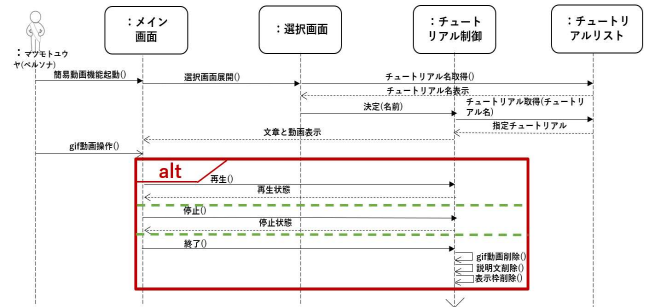 ：メイン
画面
：選択画面
：チュート
リアル制御
：チュートリ
アルリスト
：マツモトユウ
ヤ(ペルソナ)
簡易動画機能起動()
選択画面展開()
チュートリアル名取得()
チュートリアル名表示
決定(名前)
チュートリアル取得(チュートリ
アル名)
文章と動画表示
指定チュートリアル
gif動画操作()
alt
再生()
再生状態
停止()
停止状態
終了()
gif動画削除()
説明文削除()
表示枠削除()